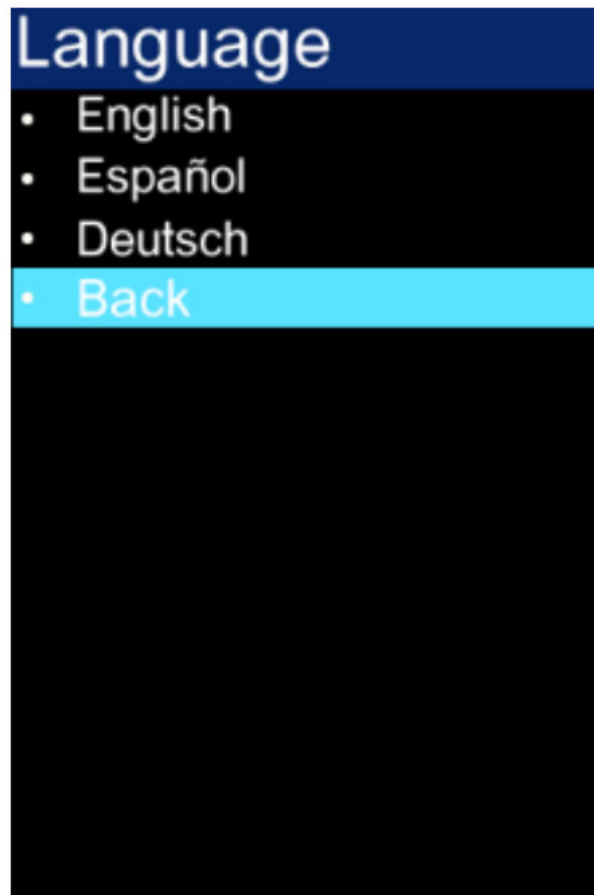 Language
• English
• Español
• Deutsch
• Back